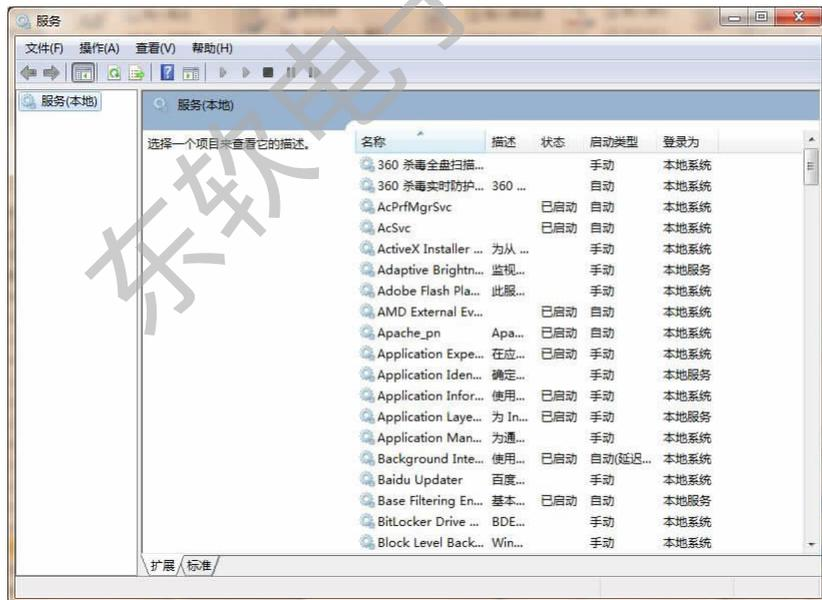 服务
文件(F) 操作(A) 查看(V) 帮助(H)
服务(本地)
服务(本地)
选择一个项目来查看它的描述。
名称 描述 状态 启动类型 登录为
360 杀毒全盘扫描... 手动 本地系统
360 杀毒实时防护... 360 ... 自动 本地系统
AcPrfMgrSvc 已启动 自动 本地系统
AcSvc 已启动 自动 本地系统
ActiveX Installer ... 为从 ... 手动 本地系统
Adaptive Brightn... 监视... 手动 本地服务
Adobe Flash Pla... 此服... 手动 本地系统
AMD External Ev... 已启动 自动 本地系统
Apache_pn Apa... 已启动 自动 本地系统
Application Expe... 在应... 已启动 手动 本地系统
Application Iden... 确定... 手动 本地服务
Application Infor... 使用... 已启动 手动 本地系统
Application Laye... 为 In... 已启动 手动 本地服务
Application Man... 为通... 手动 本地系统
Background Inte... 使用... 已启动 自动(延迟... 本地系统
Baidu Updater 百度... 手动 本地系统
Base Filtering En... 基本... 已启动 自动 本地服务
BitLocker Drive ... BDE... 手动 本地系统
Block Level Back... Win... 手动 本地系统
扩展 标准
东软电子